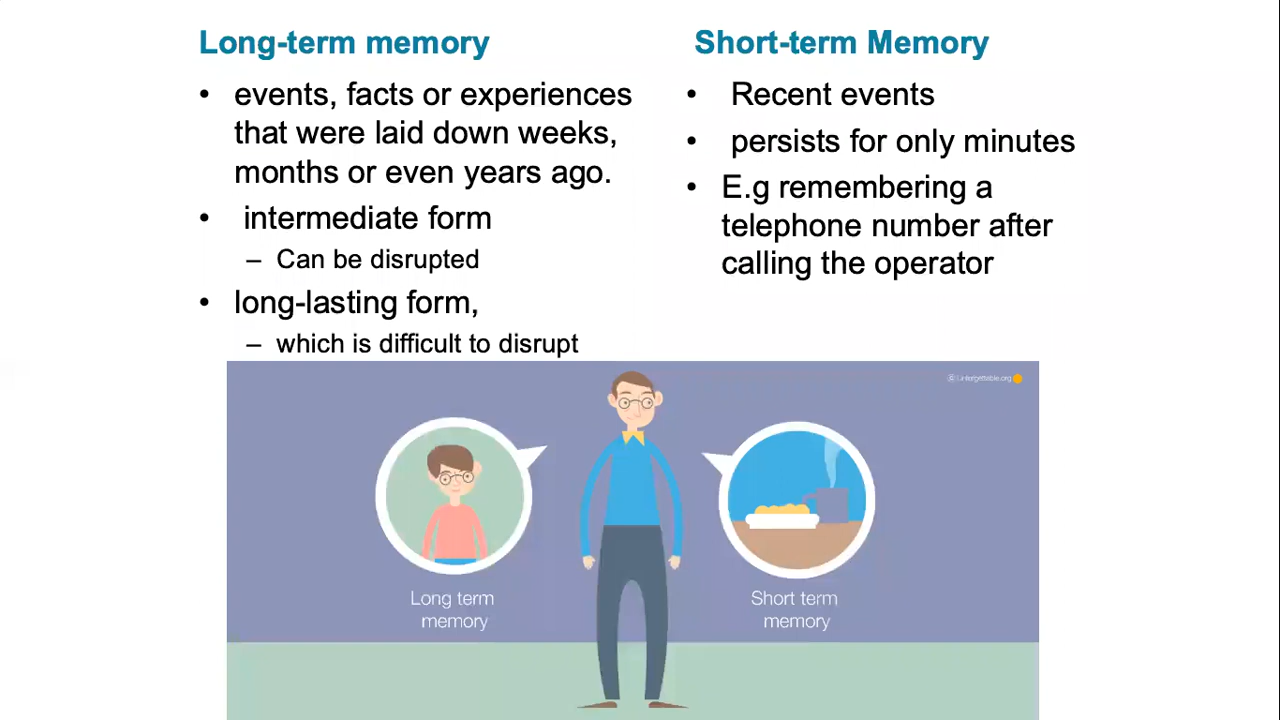 Long-term memory
• events, facts or experiences
that were laid down weeks,
months or even years ago.
• intermediate form
– Can be disrupted
• long-lasting form,
– which is difficult to disrupt
Short-term Memory
• Recent events
• persists for only minutes
• E.g remembering a
telephone number after
calling the operator
© Unforgettable.org
Long term
memory
Short term
memory